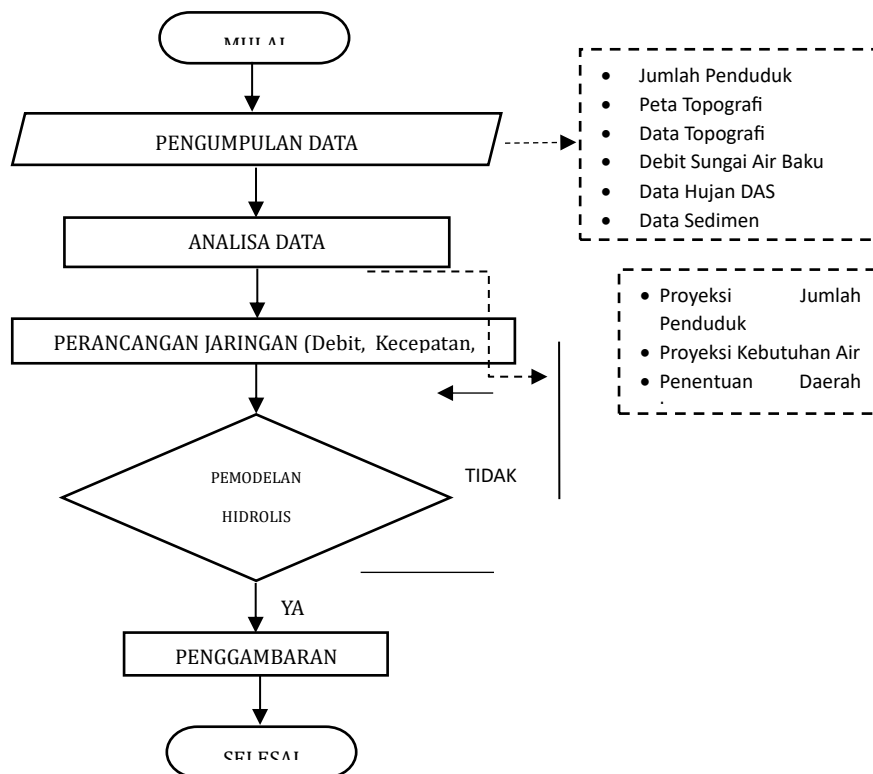 MULAI
PENGUMPULAN DATA
• Jumlah Penduduk
• Peta Topografi
• Data Topografi
• Debit Sungai Air Baku
• Data Hujan DAS
• Data Sedimen
ANALISA DATA
• Proyeksi Jumlah
Penduduk
• Proyeksi Kebutuhan Air
• Penentuan Daerah
PERANCANGAN JARINGAN (Debit, Kecepatan,
PEMODELAN
HIDROLIS
TIDAK
YA
PENGGAMBARAN
SELESAI